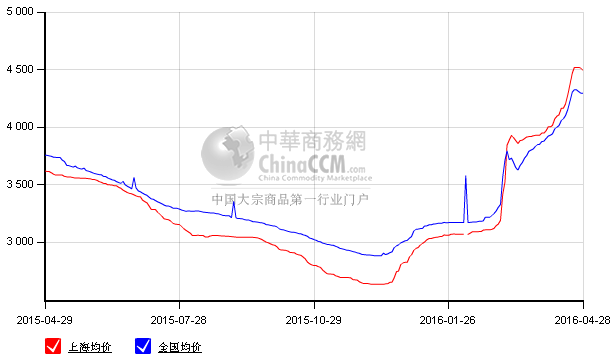 5 000
4 500
4 000
3 500
3 000
中華商務網
ChinaCCM.com
China Commodity Marketplace
中国大宗商品第一行业门户
2015-04-29
2015-07-28
2015-10-29
2016-01-26
2016-04-28
上海均价
全国均价